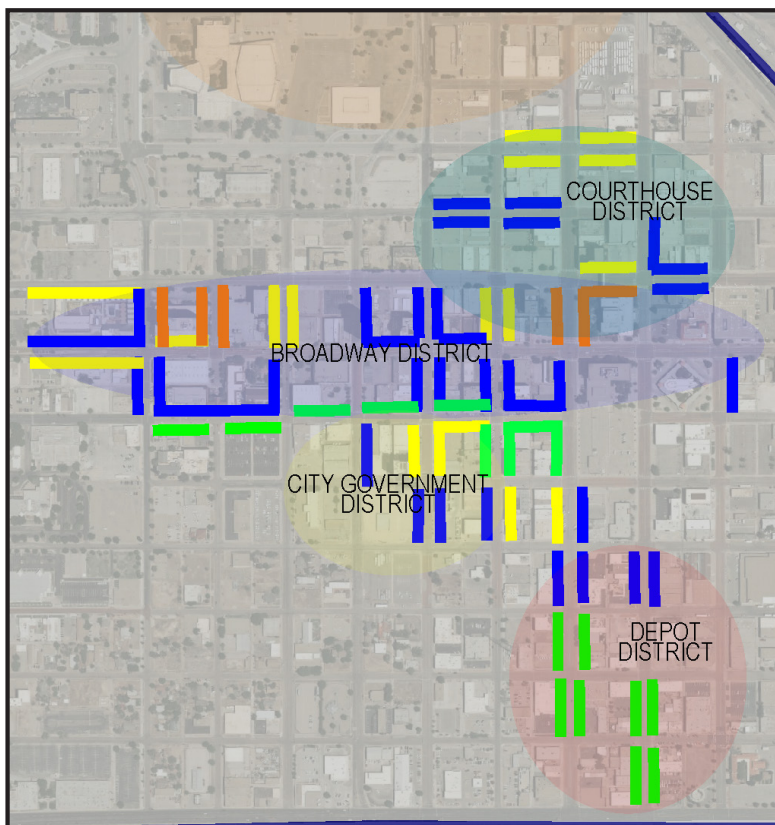 COURTHOUSE
DISTRICT
BROADWAY DISTRICT
CITY GOVERNMENT
DISTRICT
DEPOT
DISTRICT